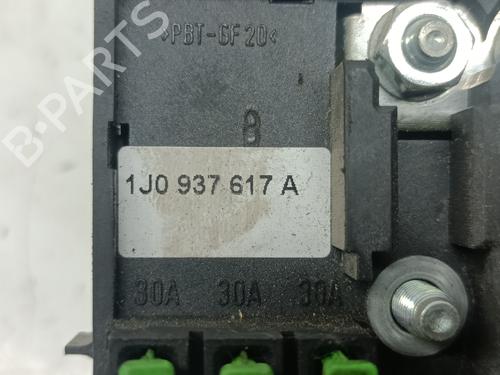 >PBT-GF20<
8
1J0 937 617 A
30A 30A 30A
B-PARTS